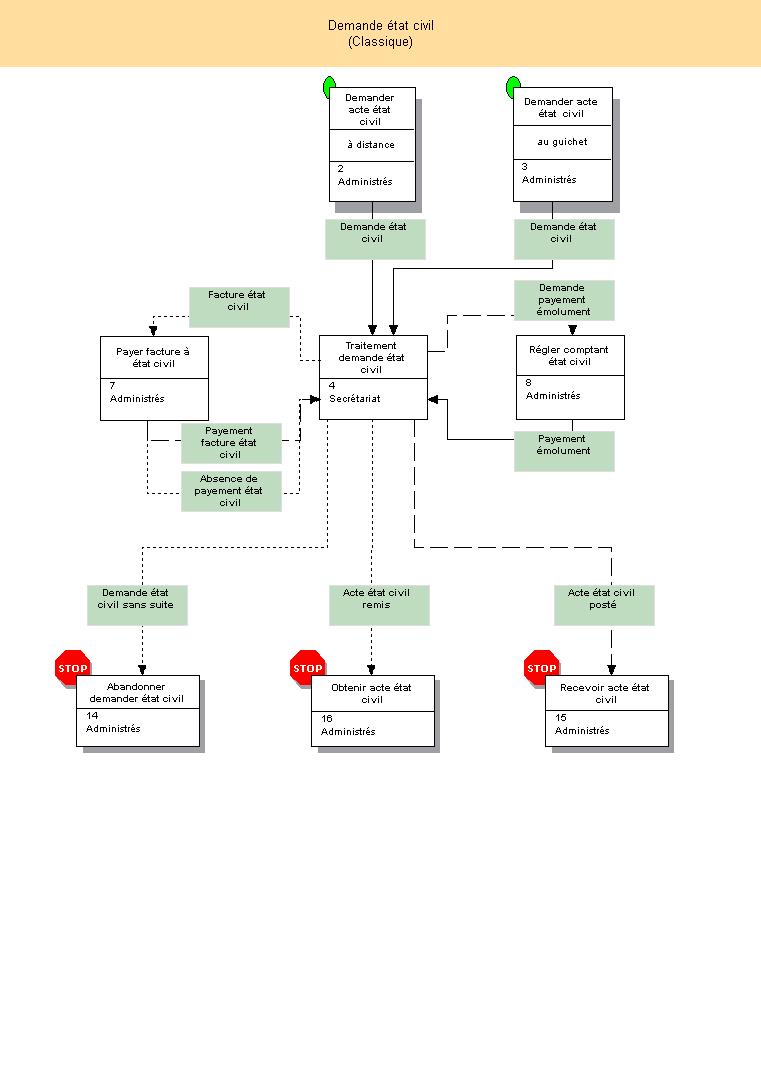 Demande état civil
(Classique)
Demander
acte état
civil
à distance
2
Administrés
Demander acte
état civil
au guichet
3
Administrés
Demande état
civil
Demande état
civil
Facture état
civil
Demande
payement
émolument
Payer facture à
état civil
7
Administrés
Traitement
demande état
civil
4
Secrétariat
Régler comptant
état civil
8
Administrés
Payement
facture état
civil
Payement
émolument
Absence de
payement état
civil
Demande état
civil sans suite
Acte état civil
remis
Acte état civil
posté
STOP
Abandonner
demander état civil
14
Administrés
STOP
Obtenir acte état
civil
16
Administrés
STOP
Recevoir acte état
civil
15
Administrés